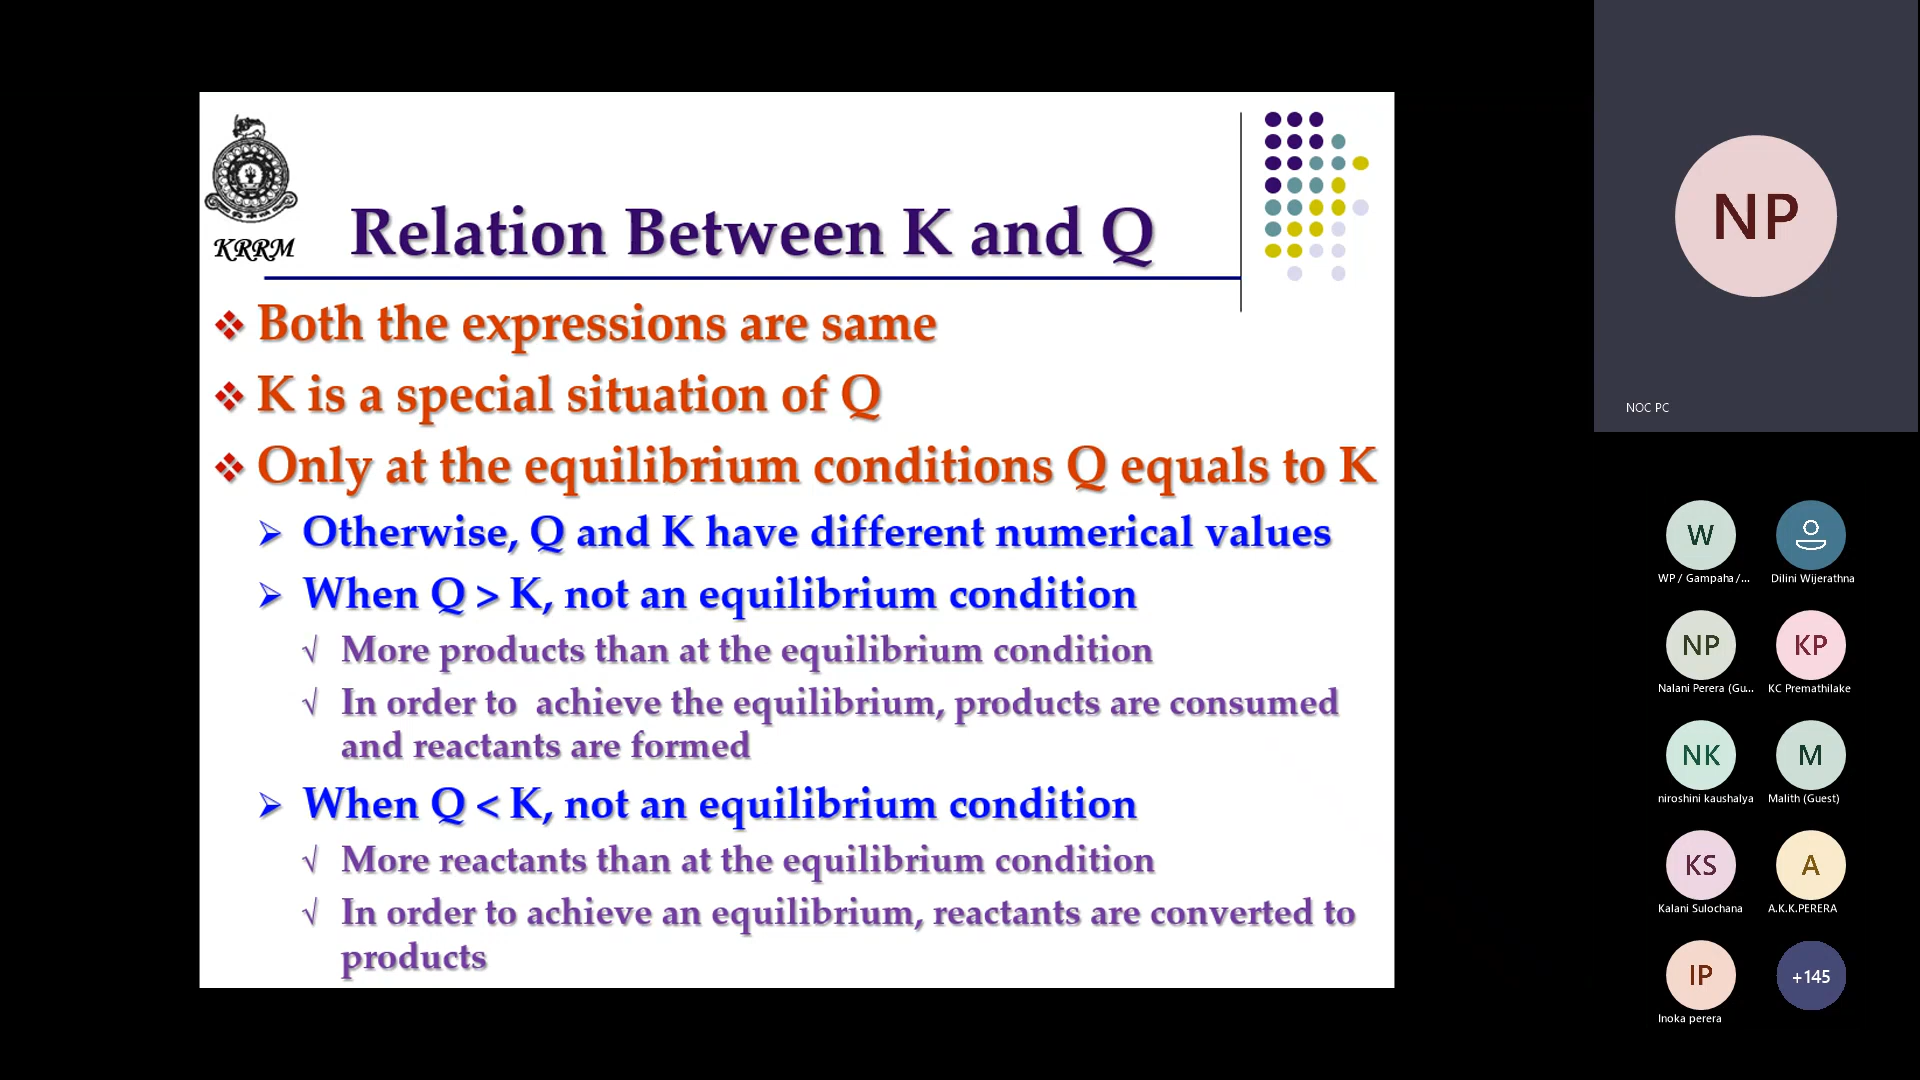 KRRM
Relation Between K and Q
❖ Both the expressions are same
❖ K is a special situation of Q
❖ Only at the equilibrium conditions Q equals to K
➢ Otherwise, Q and K have different numerical values
➢ When Q > K, not an equilibrium condition
√ More products than at the equilibrium condition
√ In order to achieve the equilibrium, products are consumed
and reactants are formed
➢ When Q < K, not an equilibrium condition
√ More reactants than at the equilibrium condition
√ In order to achieve an equilibrium, reactants are converted to
products
NP
NOC PC
W
WP / Gampaha /...
Dilini Wijerathna
NP
Nalani Perera (Gu...
KP
KC Premathilake
NK
niroshini kaushalya
M
Malith (Guest)
KS
Kalani Sulochana
A
A.K.K.PERERA
IP
Inoka perera
+145